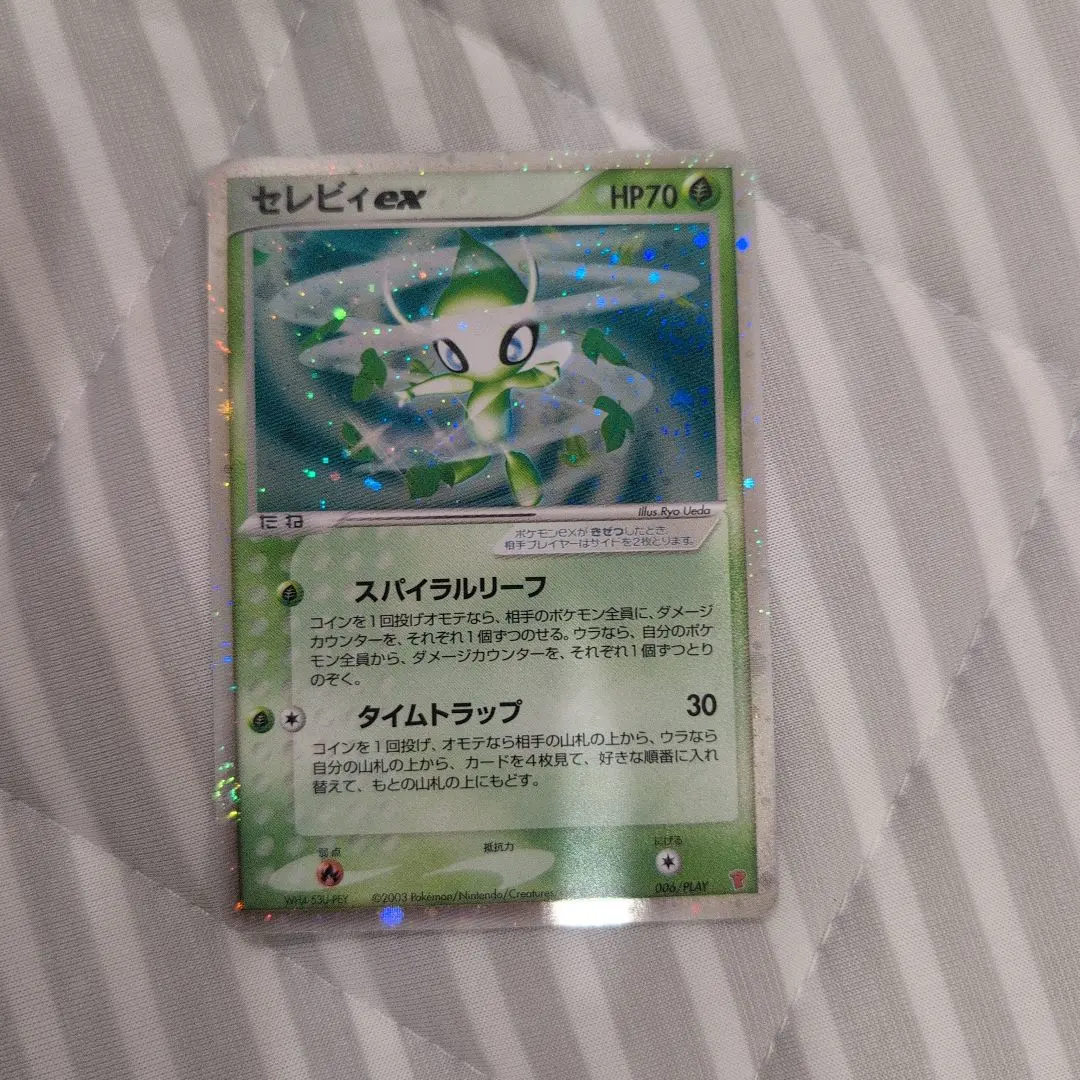 セレビィex HP70
たね
Illus.Ryo Ueda
ポケモンexが きぜつしたとき、
相手プレイヤーはサイドを2枚とります。
スパイラルリーフ
コインを1回投げオモテなら、相手のポケモン全員に、ダメージ
カウンターを、それぞれ1個ずつのせる。ウラなら、自分のポケ
モン全員から、ダメージカウンターを、それぞれ1個ずつとり
のぞく。
タイムトラップ 30
コインを1回投げ、オモテなら相手の山札の上から、ウラなら
自分の山札の上から、カードを4枚見て、好きな順番に入れ
替えて、もとの山札の上にもどす。
弱点 抵抗力 にげる
©2003 Pokémon/Nintendo/Creatures/ 006/PLAY